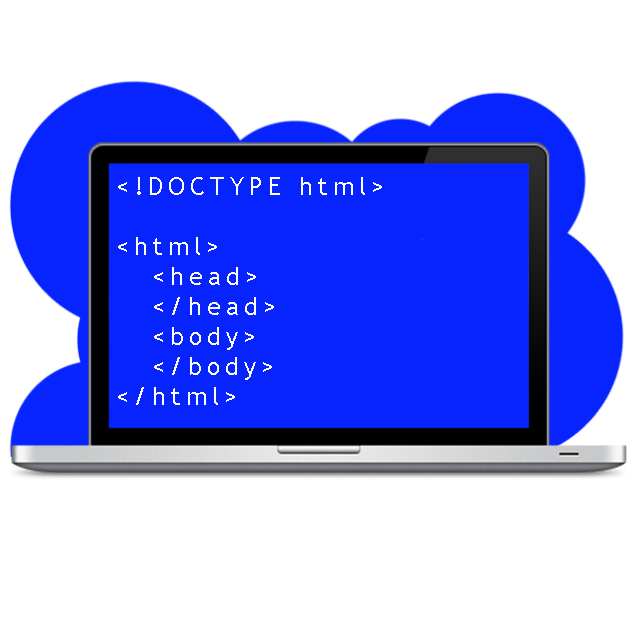 <!DOCTYPE html>
<html>
<head>
</head>
<body>
</body>
</html>